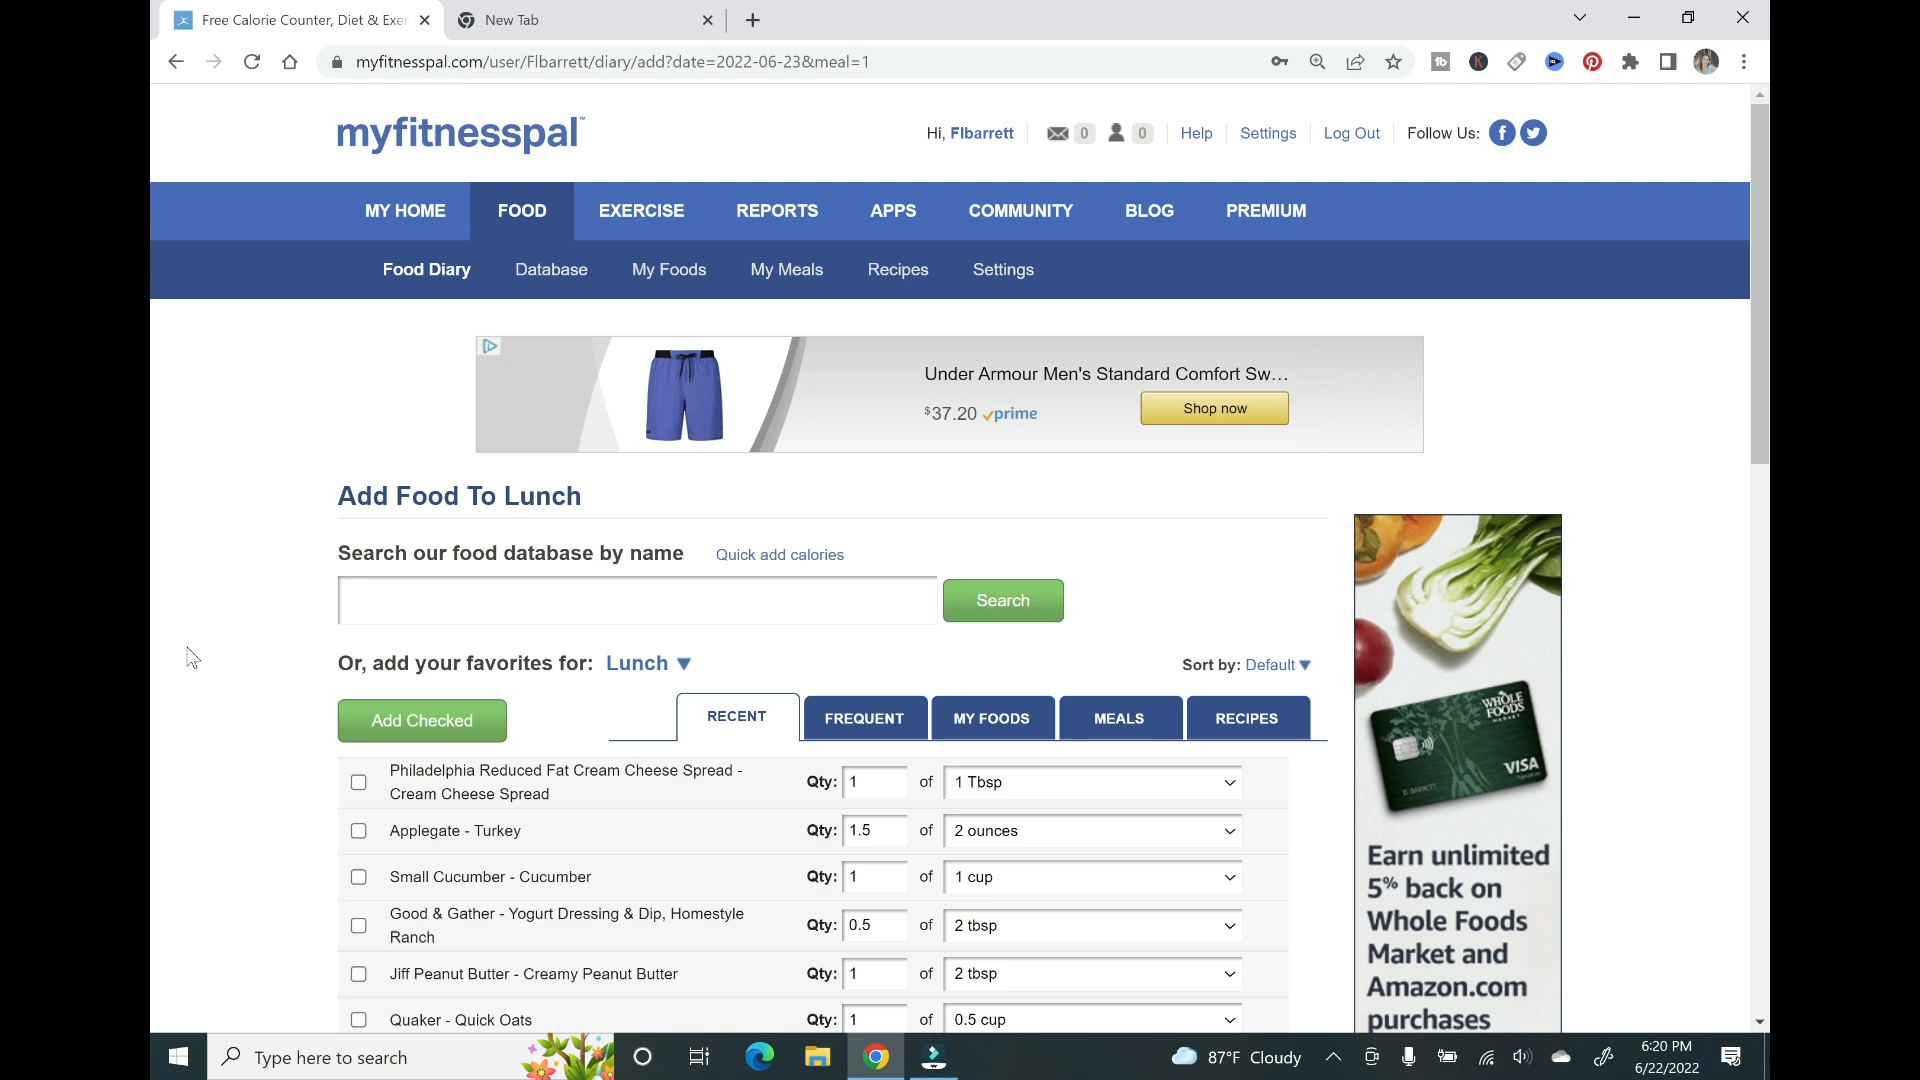 Free Calorie Counter, Diet & Exer
New Tab
myfitnesspal.com/user/Flbarrett/diary/add?date=2022-06-23&meal=1
myfitnesspal™
Hi, Flbarrett 0 0 Help Settings Log Out Follow Us:
MY HOME FOOD EXERCISE REPORTS APPS COMMUNITY BLOG PREMIUM
Food Diary Database My Foods My Meals Recipes Settings
Under Armour Men's Standard Comfort Sw...
$37.20 prime
Shop now
Add Food To Lunch
Search our food database by name Quick add calories
Search
Or, add your favorites for: Lunch
Sort by: Default
Add Checked
RECENT FREQUENT MY FOODS MEALS RECIPES
Philadelphia Reduced Fat Cream Cheese Spread -
Cream Cheese Spread
Qty: 1 of 1 Tbsp
Applegate - Turkey Qty: 1.5 of 2 ounces
Small Cucumber - Cucumber Qty: 1 of 1 cup
Good & Gather - Yogurt Dressing & Dip, Homestyle
Ranch
Qty: 0.5 of 2 tbsp
Jiff Peanut Butter - Creamy Peanut Butter Qty: 1 of 2 tbsp
Quaker - Quick Oats Qty: 1 of 0.5 cup
WHOLE
FOODS
MARKET
VISA
D. BARRETT
Earn unlimited
5% back on
Whole Foods
Market and
Amazon.com
purchases
Type here to search
87°F Cloudy
6:20 PM
6/22/2022